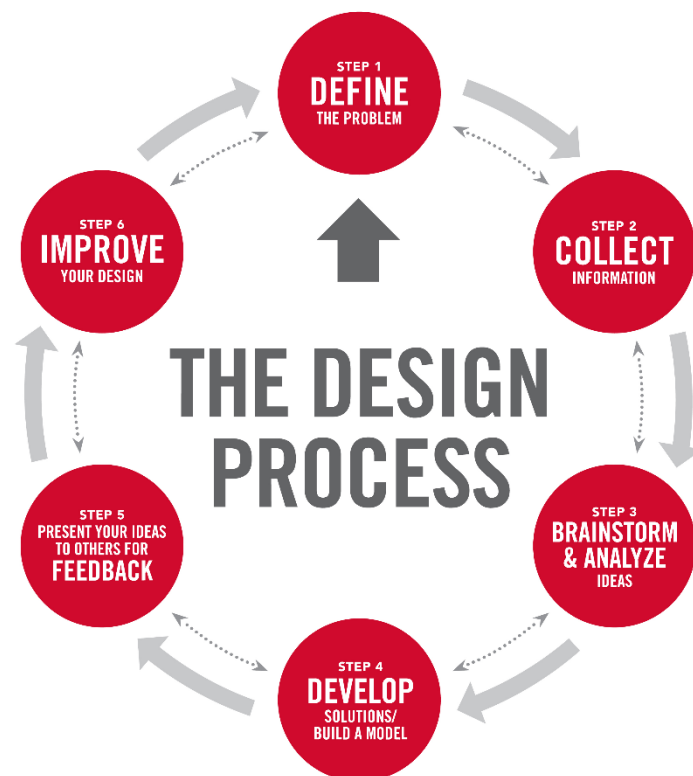 STEP 1
DEFINE
THE PROBLEM
STEP 2
COLLECT
INFORMATION
STEP 3
BRAINSTORM
& ANALYZE
IDEAS
STEP 4
DEVELOP
SOLUTIONS/
BUILD A MODEL
STEP 5
PRESENT YOUR IDEAS
TO OTHERS FOR
FEEDBACK
STEP 6
IMPROVE
YOUR DESIGN
THE DESIGN
PROCESS